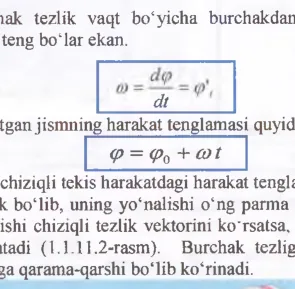 hak tezlik vaqt bo‘yicha burchakdan
teng bo‘lar ekan.
ω = dφ/dt = φ'ₜ
tgan jismning harakat tenglamasi quyid
φ = φ₀ + ωt
chiziqli tekis harakatdagi harakat tengla
k bo‘lib, uning yo‘nalishi o‘ng parma
ishi chiziqli tezlik vektorini ko‘rsatsa,
atadi (1.1.11.2-rasm). Burchak tezlig
ga qarama-qarshi bo‘lib ko‘rinadi.